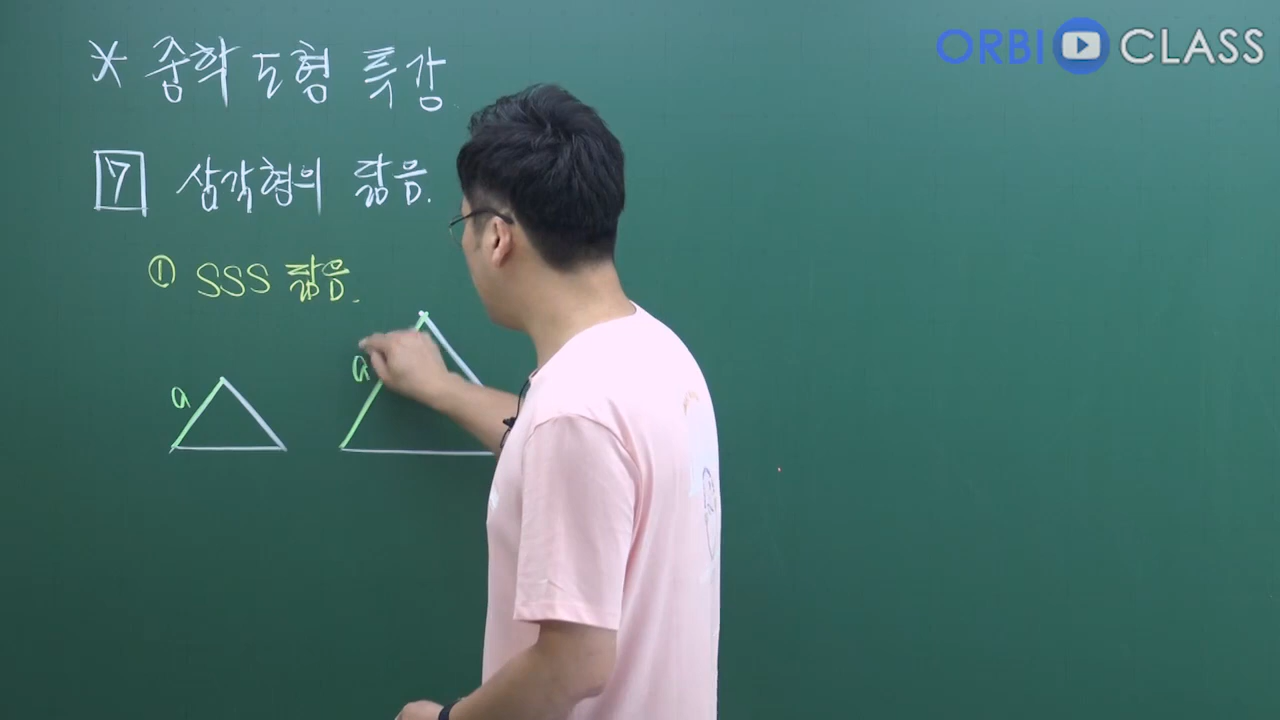 ORBI CLASS
* 중학 도형 특강
7 삼각형의 닮음.
① SSS 닮음.
a
a